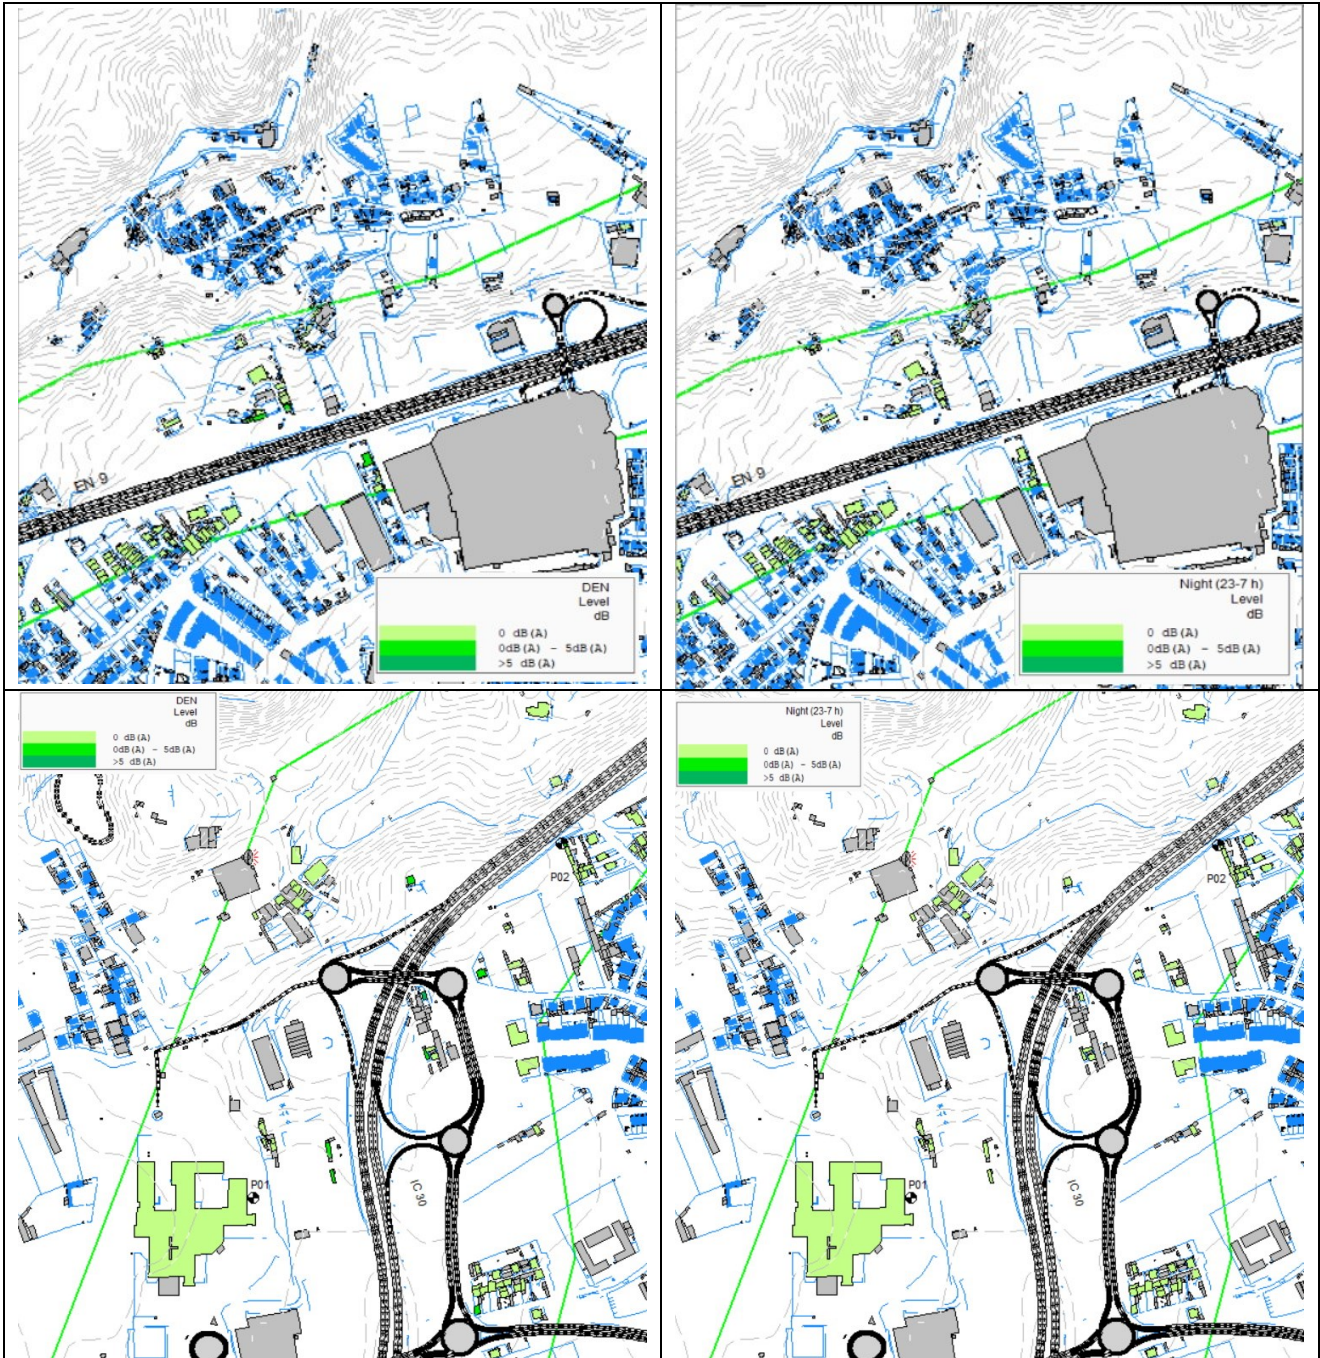 EN 9
DEN
Level
dB
0 dB(A)
0dB(A) - 5dB(A)
>5 dB(A)
EN 9
Night (23-7 h)
Level
dB
0 dB(A)
0dB(A) - 5dB(A)
>5 dB(A)
DEN
Level
dB
0 dB(A)
0dB(A) - 5dB(A)
>5 dB(A)
P02
P01
IC 30
Night (23-7 h)
Level
dB
0 dB(A)
0dB(A) - 5dB(A)
>5 dB(A)
P02
P01
IC 30